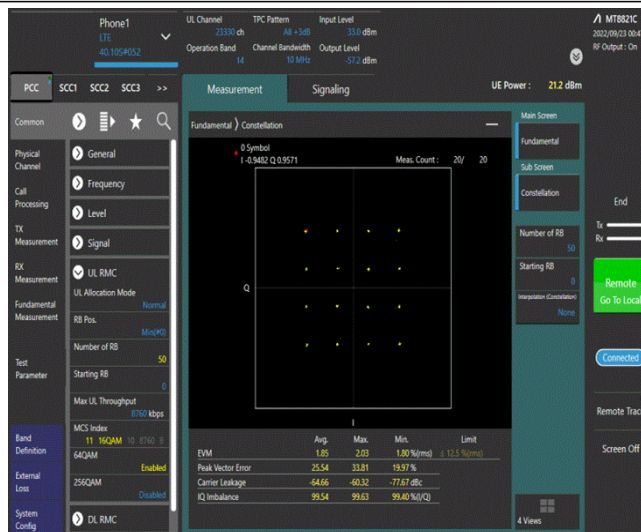 Phone1
LTE
40.105#052
UL Channel TPC Pattern Input Level
23330 ch All +3dB 33.0 dBm
Operation Band Channel Bandwidth Output Level
14 10 MHz -57.2 dBm
MT8821C
2022/09/23 00:4
RF Output : On
PCC SCC1 SCC2 SCC3 >>
Measurement Signaling UE Power : 21.2 dBm
Common
Physical Channel
Call Processing
TX Measurement
RX Measurement
Fundamental Measurement
Test Parameter
Band Definition
External Loss
System Config
General
Frequency
Level
Signal
UL RMC
UL Allocation Mode
Normal
RB Pos.
Min(#0)
Number of RB
50
Starting RB
0
Max UL Throughput
8760 kbps
MCS Index
11 16QAM 10 8760 8
64QAM
Enabled
256QAM
Disabled
DL RMC
Fundamental Constellation
0 Symbol
I -0.9482 Q 0.9571 Meas. Count : 20/ 20
Q
I
Avg. Max. Min. Limit
EVM 1.85 2.03 1.80 %(rms) ≤ 12.5 %(rms)
Peak Vector Error 25.54 33.81 19.97 %
Carrier Leakage -64.66 -60.32 -77.67 dBc
IQ Imbalance 99.54 99.63 99.40 %(I/Q)
Main Screen
Fundamental
Sub Screen
Constellation
Number of RB
50
Starting RB
0
Interpolation (Constellation)
None
4 Views
End
Tx
Rx
Remote
Go To Local
Connected
Remote Trac
Screen Off